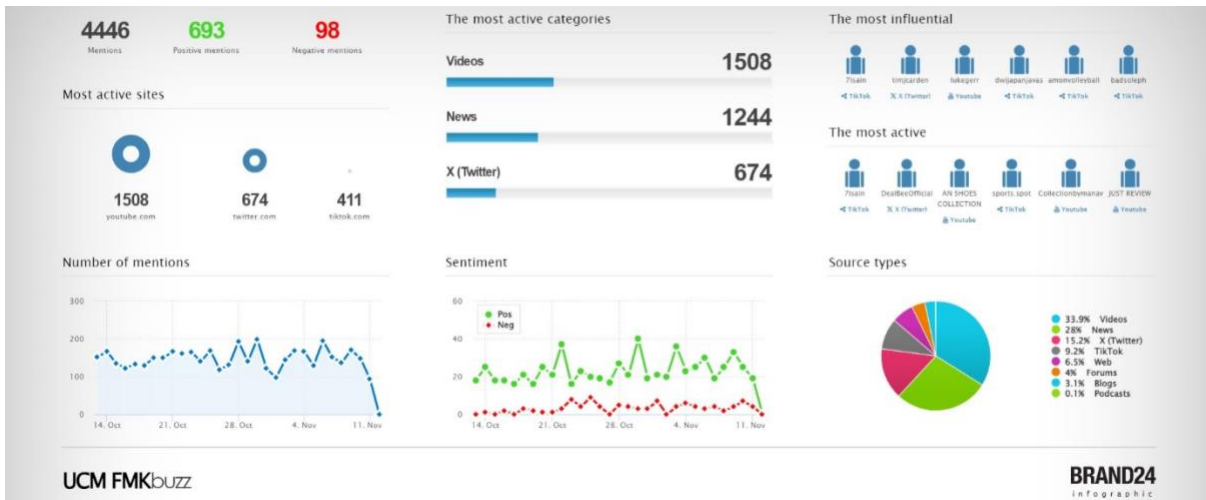 4446
Mentions
693
Positive mentions
98
Negative mentions
Most active sites
1508
youtube.com
674
twitter.com
411
tiktok.com
The most active categories
Videos 1508
News 1244
X (Twitter) 674
The most influential
7isain timjcarden lukegerr dwijapanjavas amonvolleyball badsoleph
TikTok X (Twitter) Youtube TikTok TikTok TikTok
The most active
7isain DealBeeOfficial AN SHOES COLLECTION sports.spot Collectionbymanav JUST REVIEW
TikTok X (Twitter) Youtube TikTok Youtube Youtube
Number of mentions
300
200
100
0
14. Oct 21. Oct 28. Oct 4. Nov 11. Nov
Sentiment
Pos
Neg
60
40
20
0
14. Oct 21. Oct 28. Oct 4. Nov 11. Nov
Source types
33.9% Videos
28% News
15.2% X (Twitter)
9.2% TikTok
6.5% Web
4% Forums
3.1% Blogs
0.1% Podcasts
UCM FMKbuzz
BRAND24
infographic